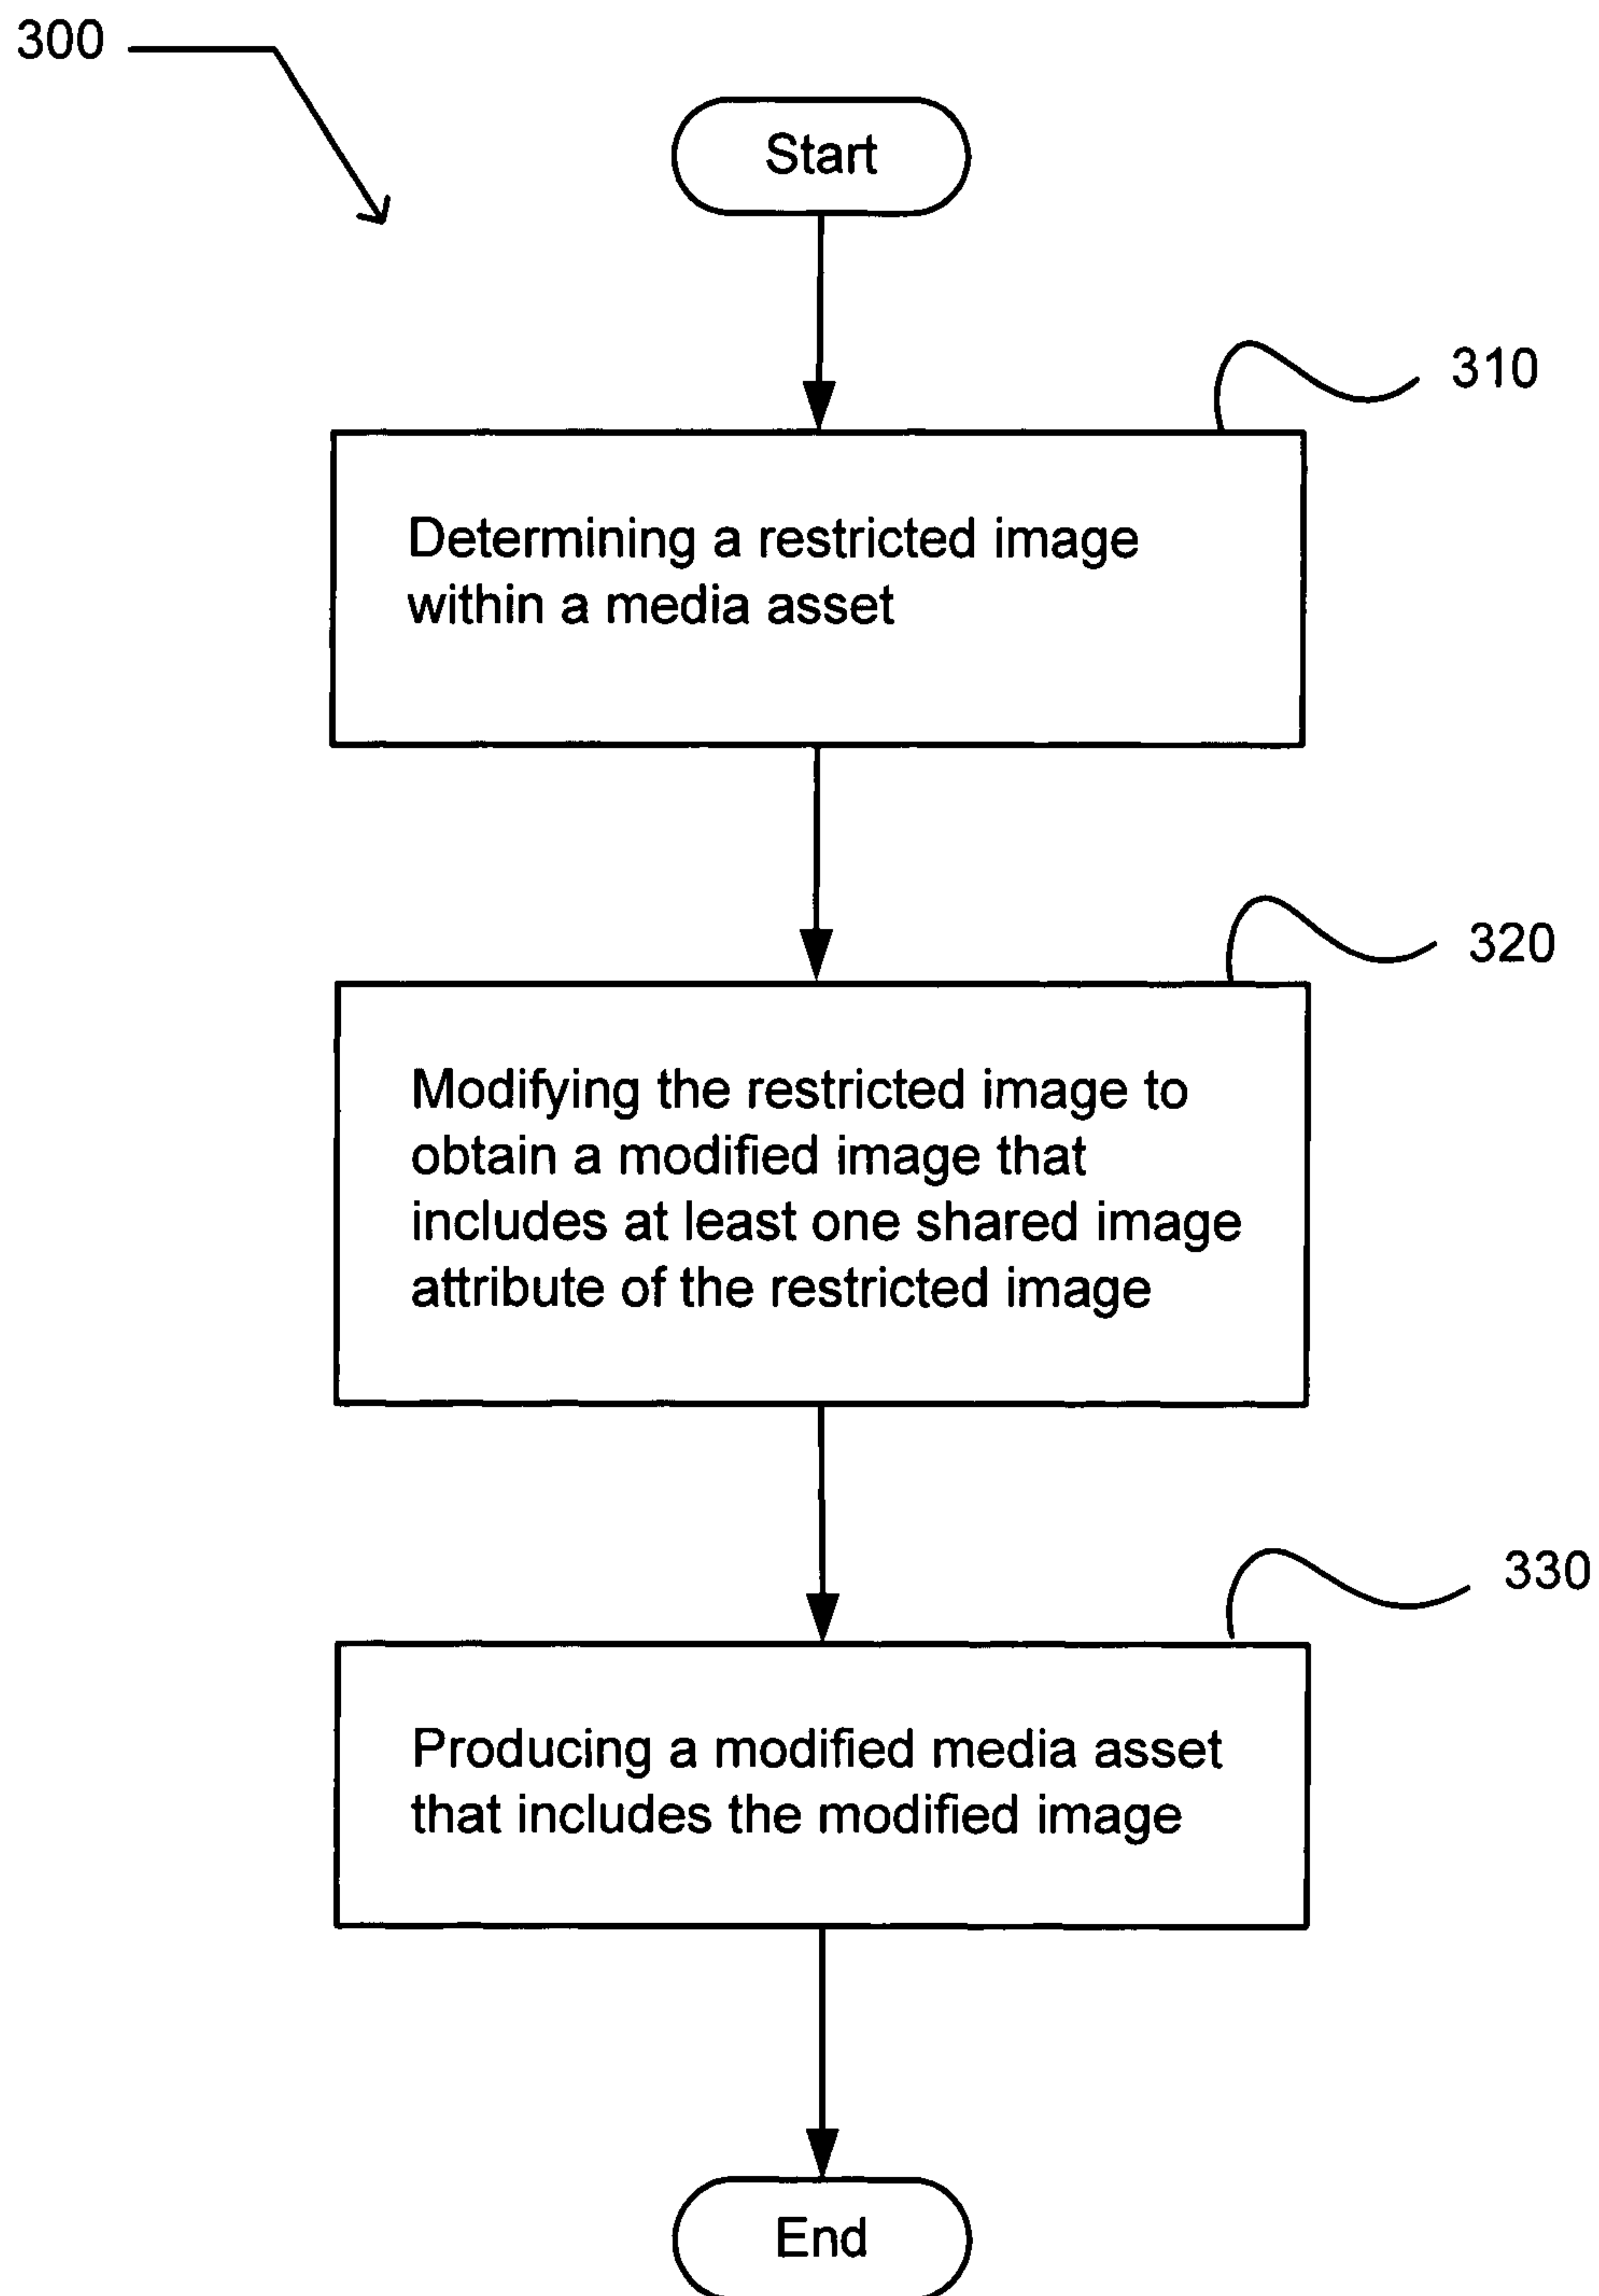 300
Start
310
Determining a restricted image
within a media asset
320
Modifying the restricted image to
obtain a modified image that
includes at least one shared image
attribute of the restricted image
330
Producing a modified media asset
that includes the modified image
End